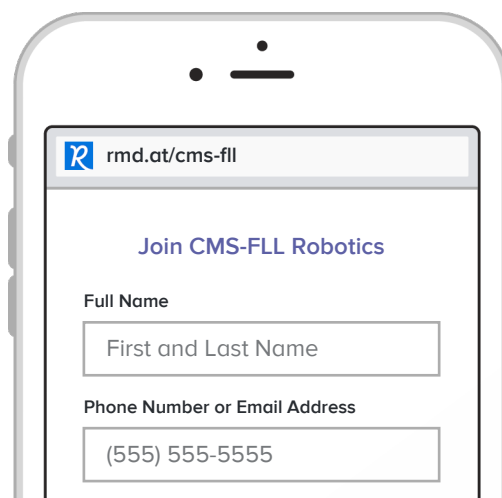 rmd.at/cms-fll
Join CMS-FLL Robotics
Full Name
First and Last Name
Phone Number or Email Address
(555) 555-5555